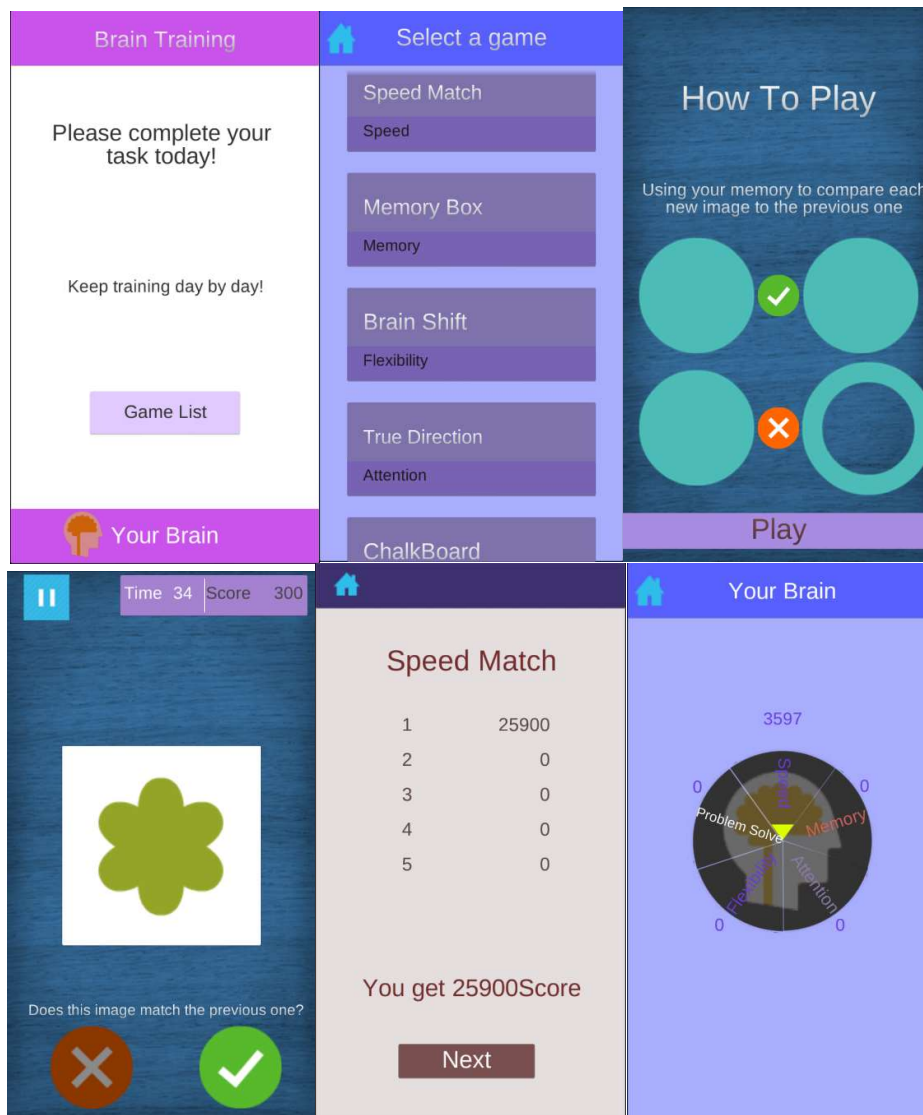 Brain Training
Please complete your
task today!
Keep training day by day!
Game List
Your Brain
Select a game
Speed Match
Speed
Memory Box
Memory
Brain Shift
Flexibility
True Direction
Attention
ChalkBoard
How To Play
Using your memory to compare each
new image to the previous one
Play
Time 34 Score 300
Does this image match the previous one?
Speed Match
1 25900
2 0
3 0
4 0
5 0
You get 25900Score
Next
Your Brain
3597
Speed
0
0
Problem Solve
Memory
Flexibility
Attention
0
0